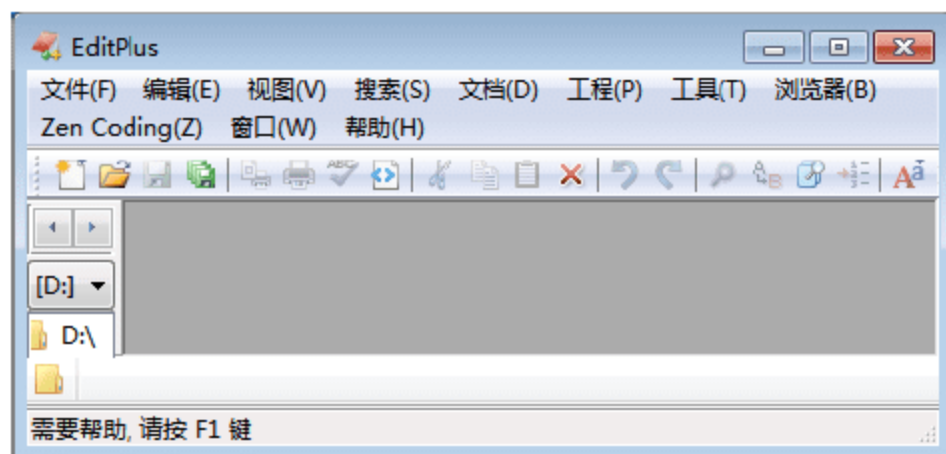 EditPlus
文件(F) 编辑(E) 视图(V) 搜索(S) 文档(D) 工程(P) 工具(T) 浏览器(B)
Zen Coding(Z) 窗口(W) 帮助(H)
[D:]
D:\
需要帮助, 请按 F1 键